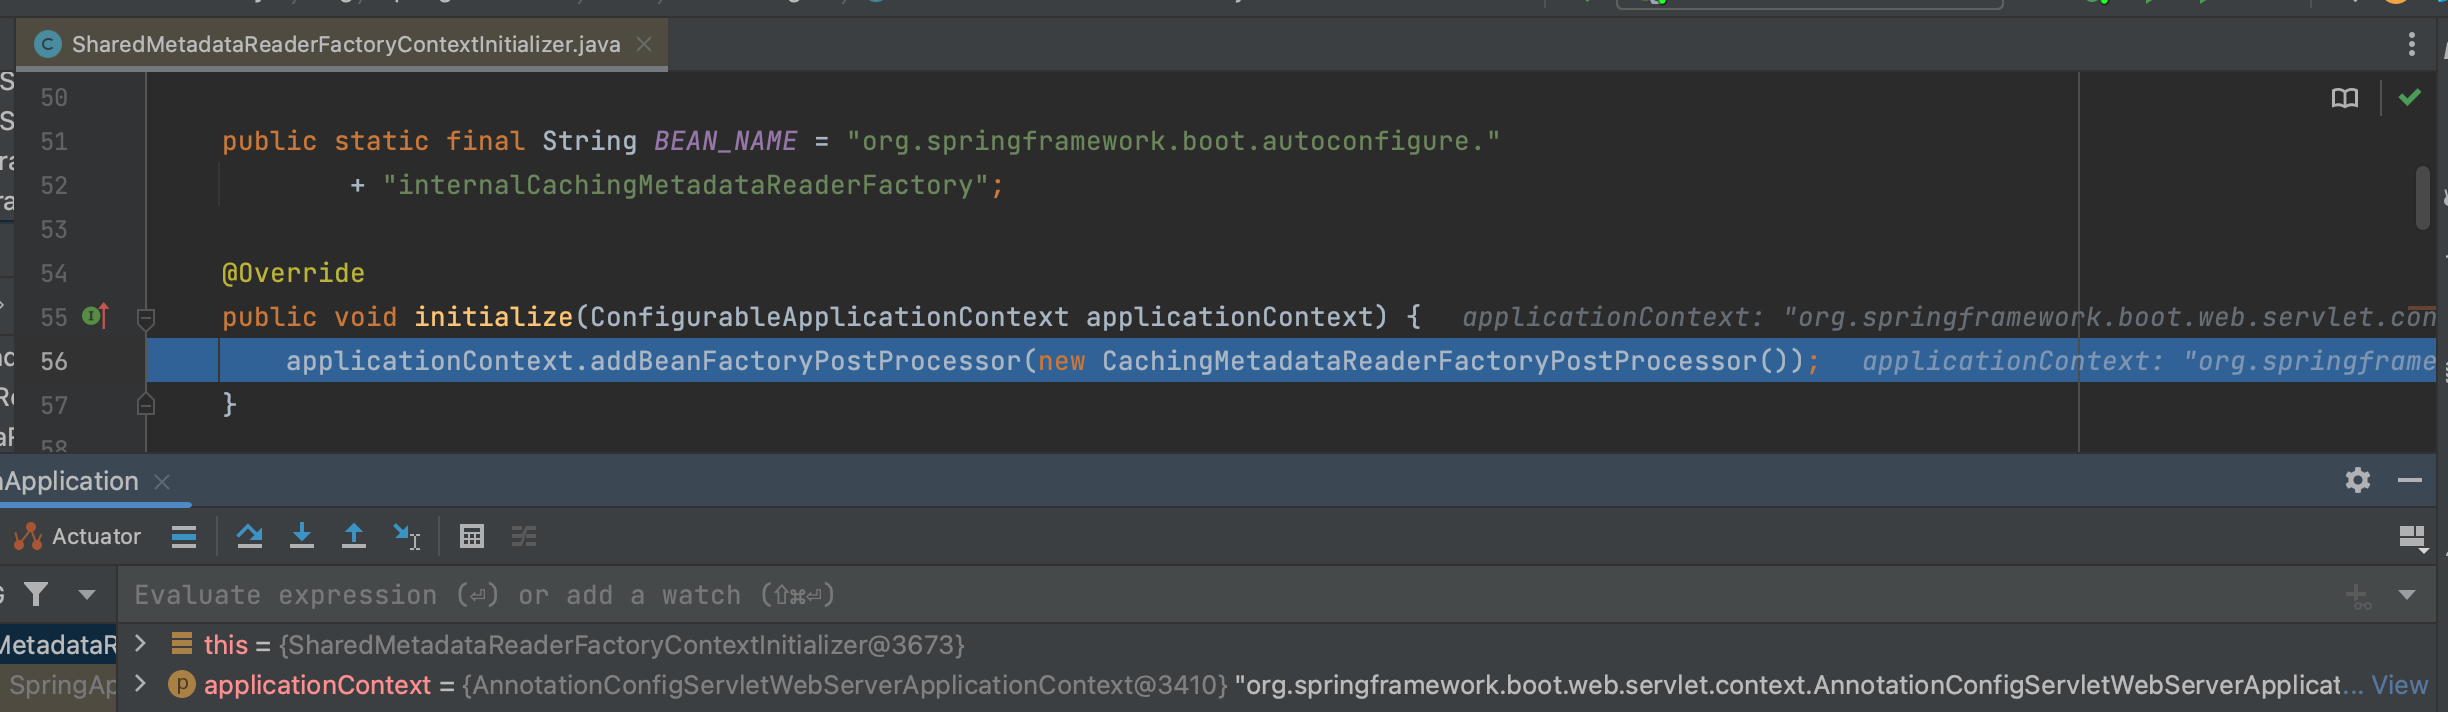 SharedMetadataReaderFactoryContextInitializer.java
50
51 public static final String BEAN_NAME = "org.springframework.boot.autoconfigure."
52 + "internalCachingMetadataReaderFactory";
53
54 @Override
55 public void initialize(ConfigurableApplicationContext applicationContext) { applicationContext: "org.springframework.boot.web.servlet.con
56 applicationContext.addBeanFactoryPostProcessor(new CachingMetadataReaderFactoryPostProcessor()); applicationContext: "org.springframe
57 }
58
Application
Actuator
Evaluate expression (⏎) or add a watch (⇧⌘⏎)
MetadataR this = {SharedMetadataReaderFactoryContextInitializer@3673}
SpringAp applicationContext = {AnnotationConfigServletWebServerApplicationContext@3410} "org.springframework.boot.web.servlet.context.AnnotationConfigServletWebServerApplicat... View